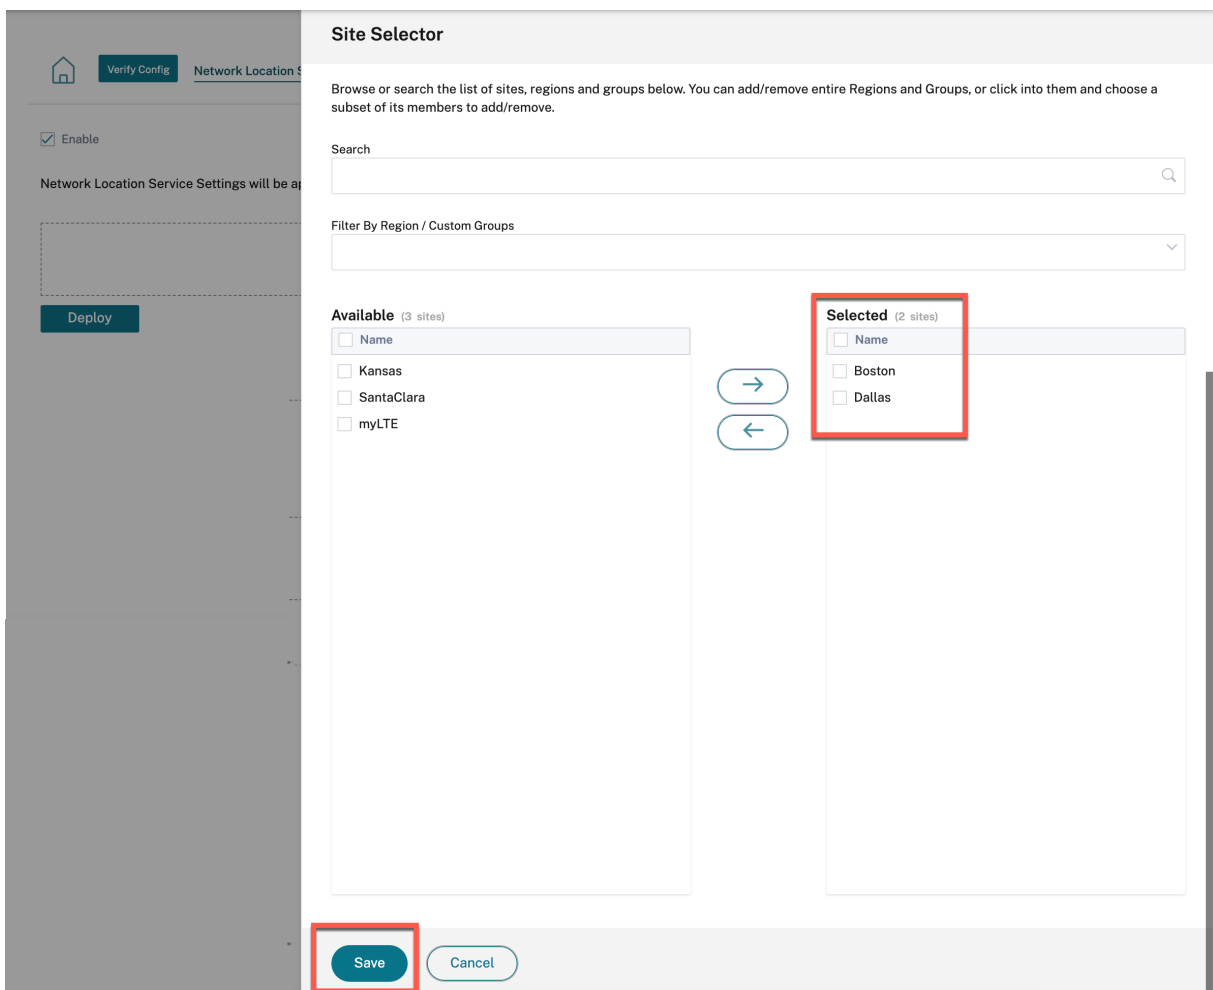 Site Selector
Verify Config
Network Location S
Browse or search the list of sites, regions and groups below. You can add/remove entire Regions and Groups, or click into them and choose a
subset of its members to add/remove.
Enable
Search
Network Location Service Settings will be ap
Filter By Region / Custom Groups
Deploy
Available (3 sites)
Name
Kansas
SantaClara
myLTE
Selected (2 sites)
Name
Boston
Dallas
Save
Cancel